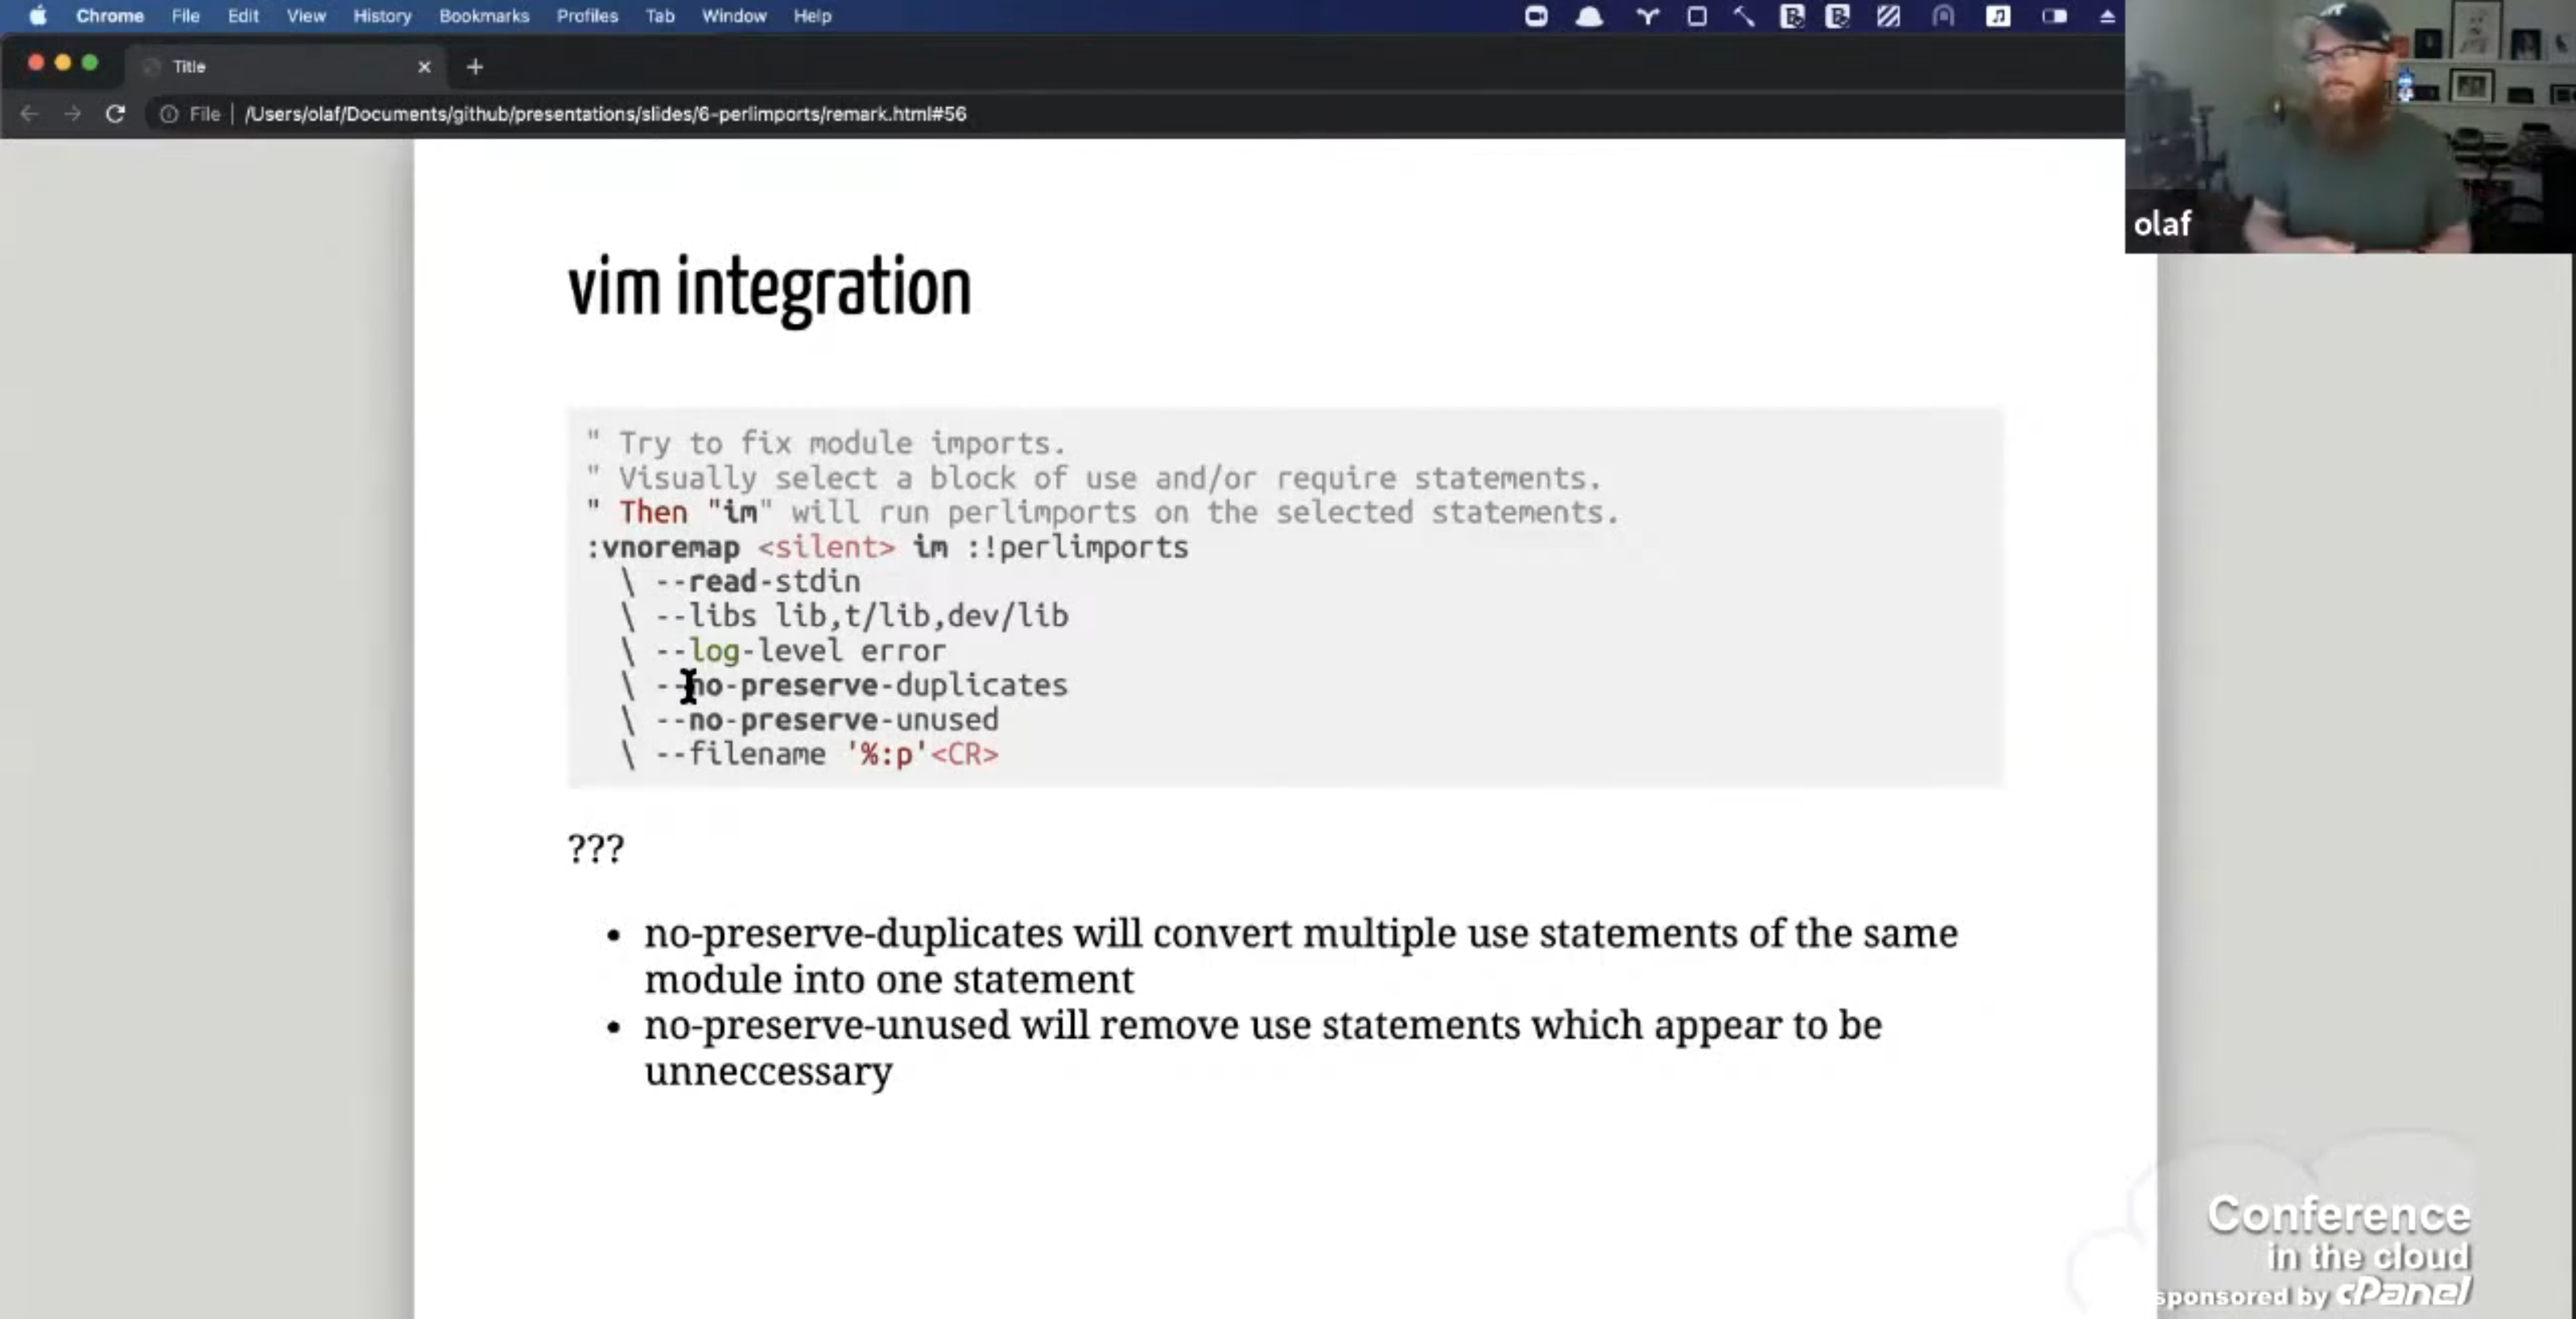 Chrome File Edit View History Bookmarks Profiles Tab Window Help
Title
File | /Users/olaf/Documents/github/presentations/slides/6-perlimports/remark.html#56
olaf
vim integration
" Try to fix module imports.
" Visually select a block of use and/or require statements.
" Then "im" will run perlimports on the selected statements.
:vnoremap <silent> im :!perlimports
\ --read-stdin
\ --libs lib,t/lib,dev/lib
\ --log-level error
\ --no-preserve-duplicates
\ --no-preserve-unused
\ --filename '%:p'<CR>
???
• no-preserve-duplicates will convert multiple use statements of the same
module into one statement
• no-preserve-unused will remove use statements which appear to be
unneccessary
Conference
in the cloud
sponsored by cPanel